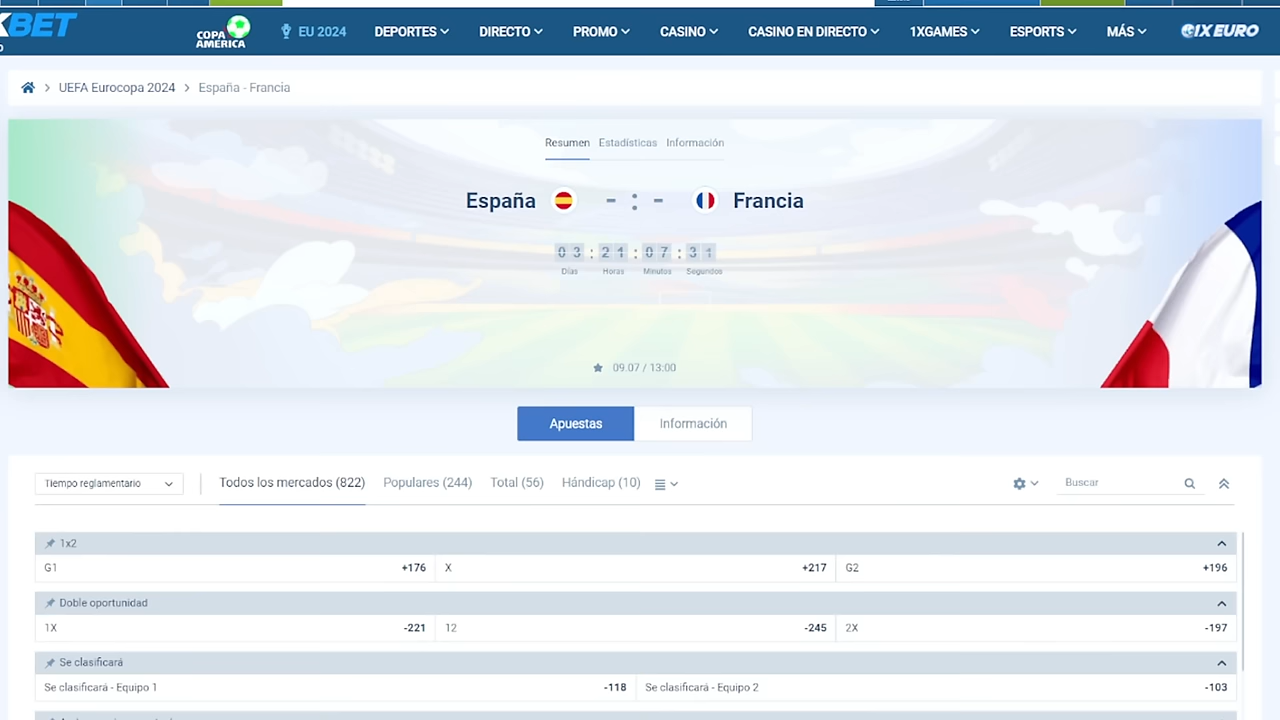 XBET
COPA AMÉRICA
EU 2024
DEPORTES
DIRECTO
PROMO
CASINO
CASINO EN DIRECTO
1XGAMES
ESPORTS
MÁS
1XEURO
UEFA Eurocopa 2024 > España - Francia
Resumen Estadísticas Información
España - : - Francia
03 : 21 : 07 : 31
Días Horas Minutos Segundos
09.07 / 13:00
Apuestas Información
Tiempo reglamentario
Todos los mercados (822) Populares (244) Total (56) Hándicap (10)
Buscar
1x2
G1 +176 X +217 G2 +196
Doble oportunidad
1X -221 12 -245 2X -197
Se clasificará
Se clasificará - Equipo 1 -118 Se clasificará - Equipo 2 -103